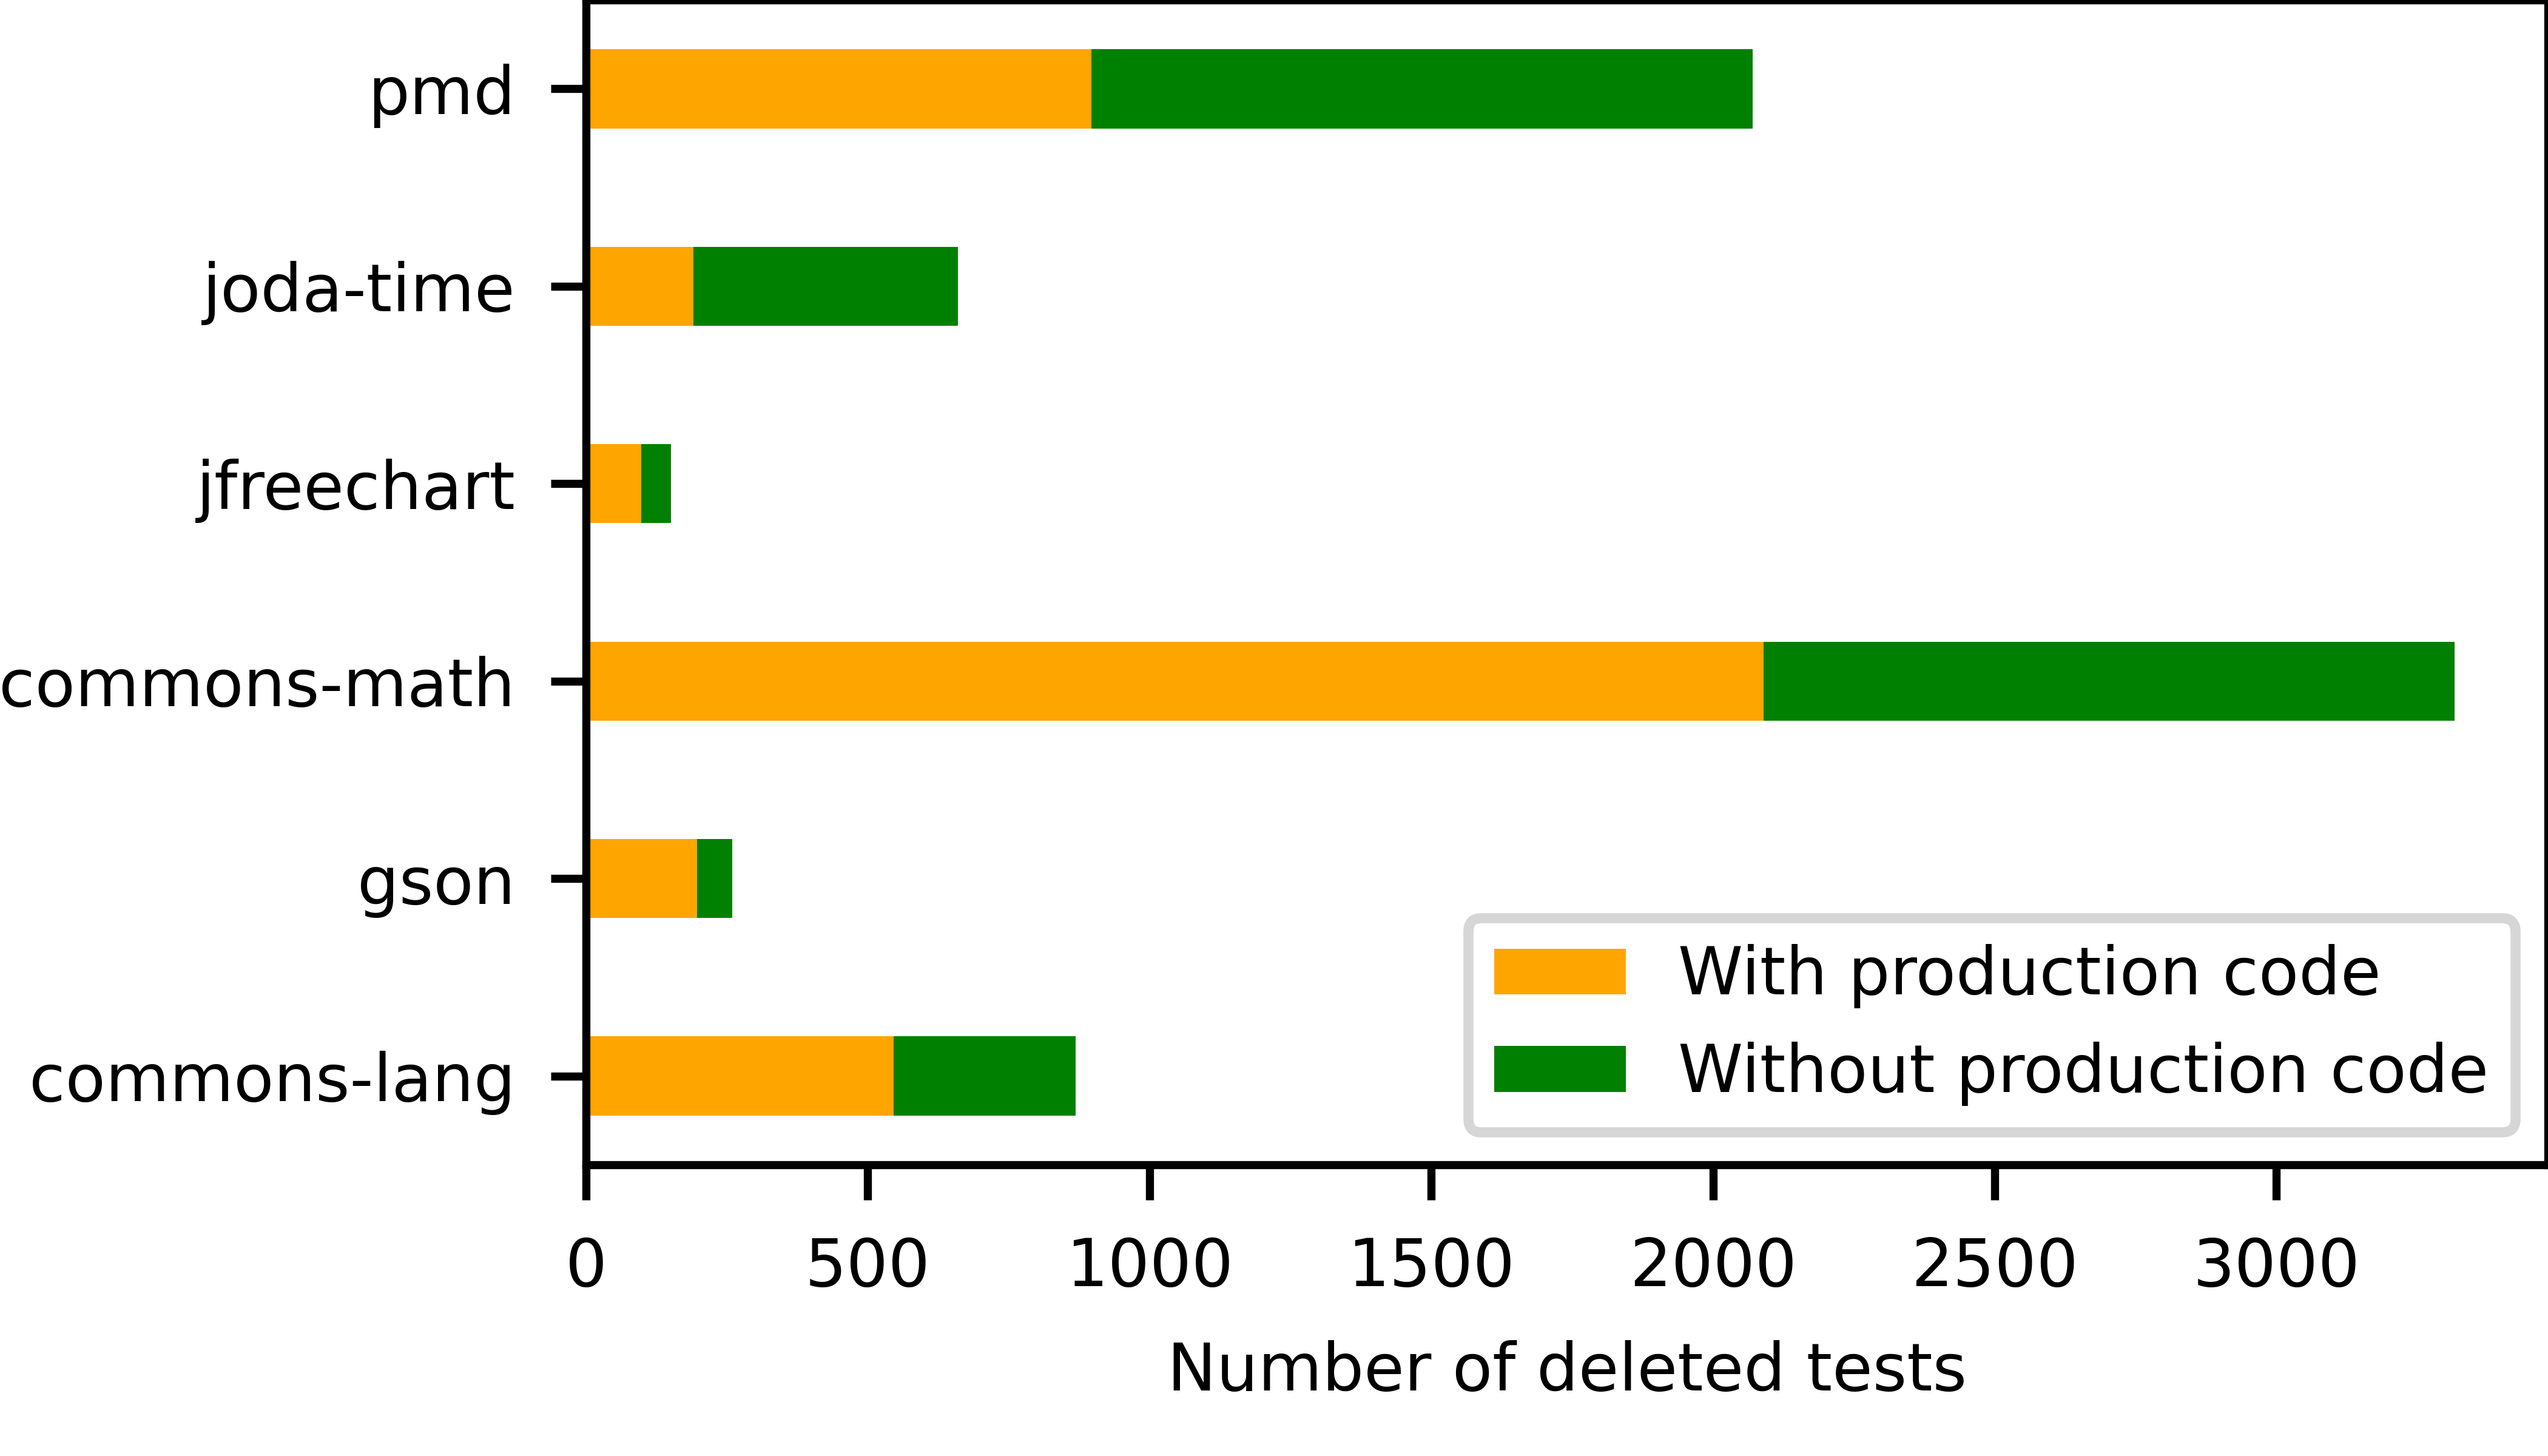 pmd
joda-time
jfreechart
commons-math
gson
commons-lang
With production code
Without production code
0 500 1000 1500 2000 2500 3000
Number of deleted tests